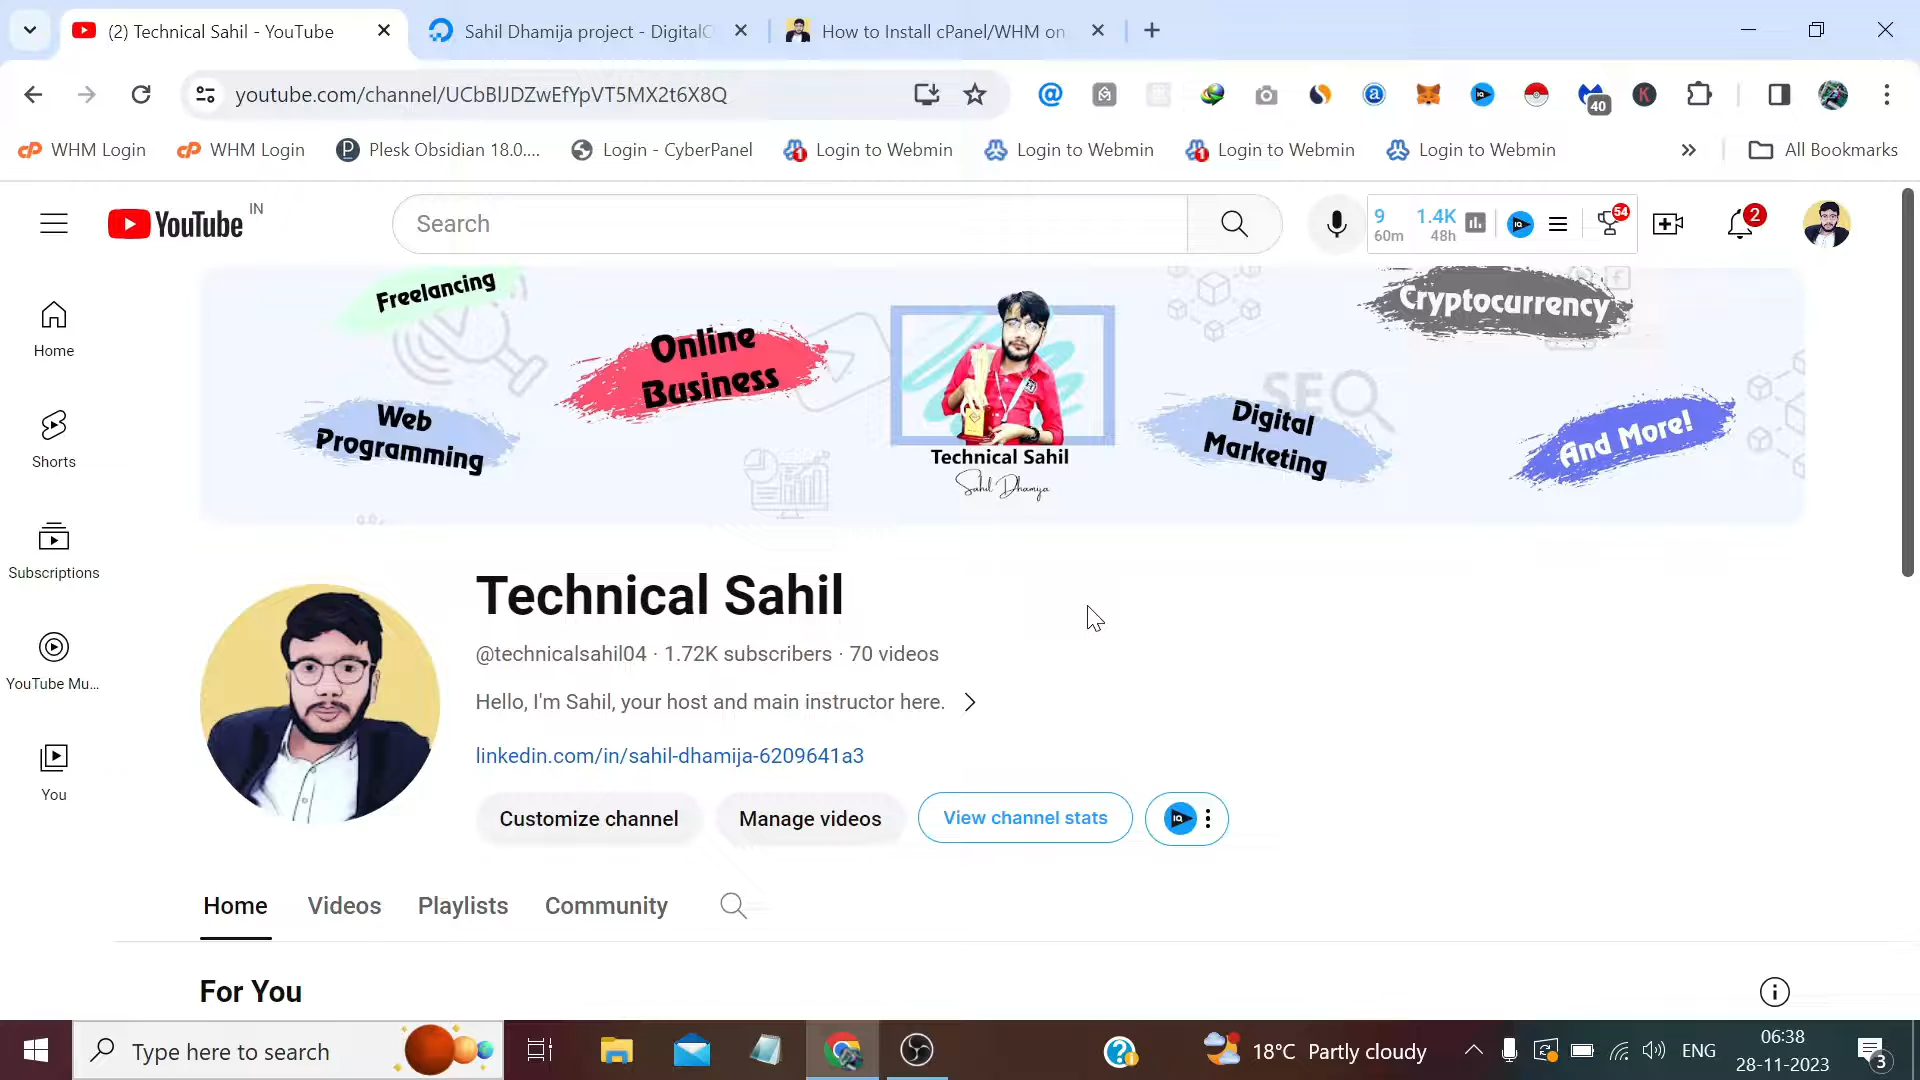 (2) Technical Sahil - YouTube
Sahil Dhamija project - DigitalO
How to Install cPanel/WHM on
youtube.com/channel/UCbBlJDZwEfYpVT5MX2t6X8Q
40
WHM Login
WHM Login
Plesk Obsidian 18.0....
Login - CyberPanel
Login to Webmin
Login to Webmin
Login to Webmin
Login to Webmin
All Bookmarks
YouTube IN
Search
9
60m
1.4K
48h
54
2
Home
Shorts
Subscriptions
YouTube Mu...
You
Freelancing
Online
Business
Web
Programming
Technical Sahil
Sahil Dhamija
SEO
Digital
Marketing
Cryptocurrency
And More!
Technical Sahil
@technicalsahil04 · 1.72K subscribers · 70 videos
Hello, I'm Sahil, your host and main instructor here.
linkedin.com/in/sahil-dhamija-6209641a3
Customize channel
Manage videos
View channel stats
IQ
Home
Videos
Playlists
Community
For You
Type here to search
18°C Partly cloudy
ENG
06:38
28-11-2023
3